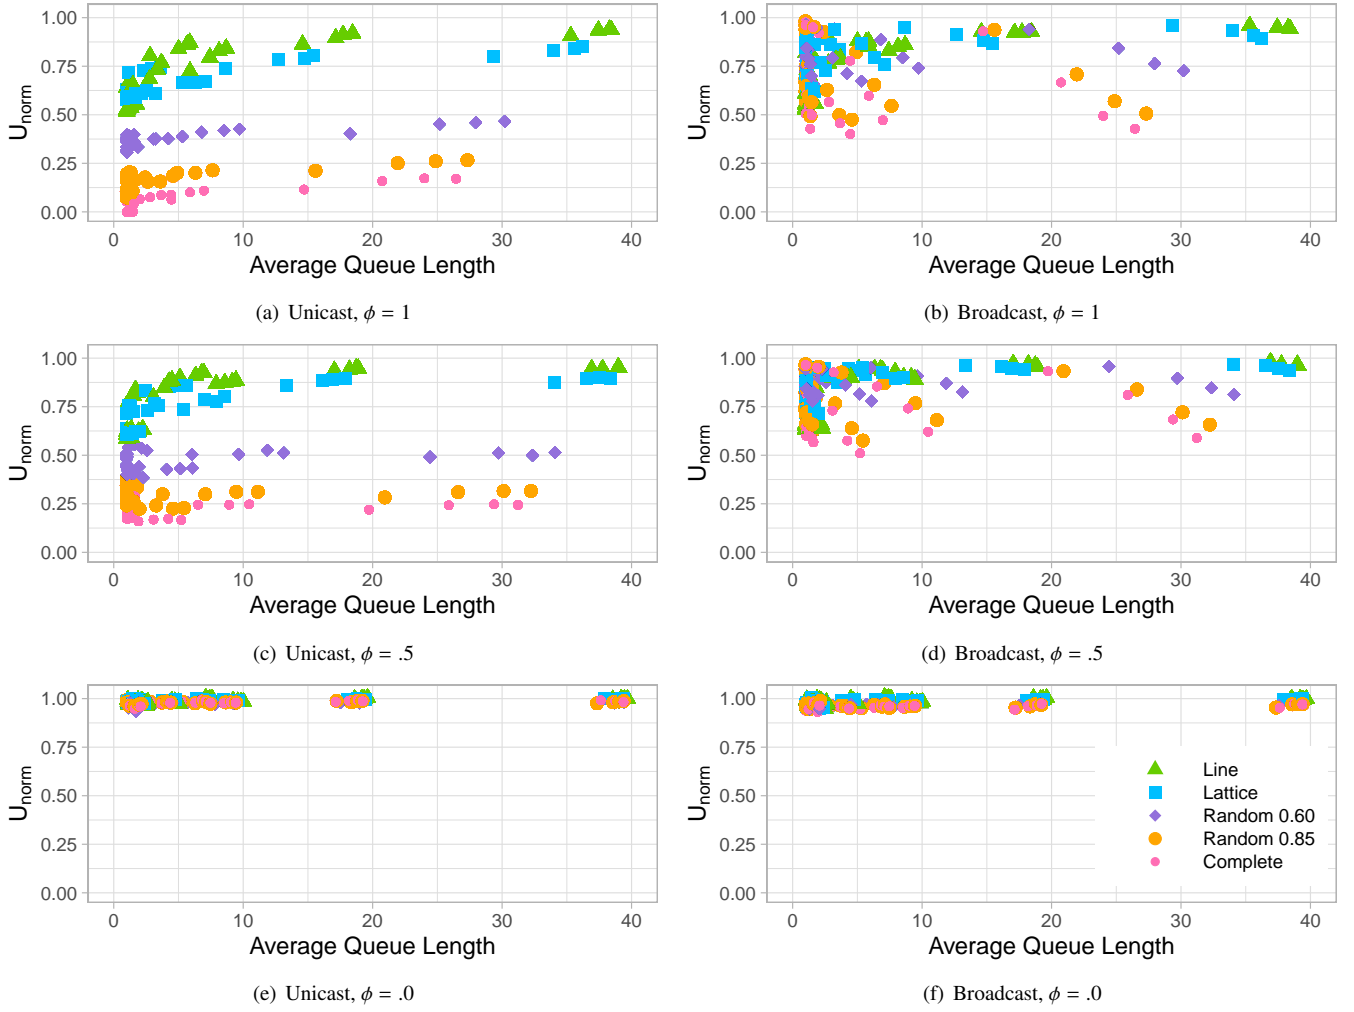 1.00
0.75
0.50
0.25
0.00
U_norm
0 10 20 30 40
Average Queue Length
(a) Unicast, ϕ = 1
1.00
0.75
0.50
0.25
0.00
U_norm
0 10 20 30 40
Average Queue Length
(b) Broadcast, ϕ = 1
1.00
0.75
0.50
0.25
0.00
U_norm
0 10 20 30 40
Average Queue Length
(c) Unicast, ϕ = .5
1.00
0.75
0.50
0.25
0.00
U_norm
0 10 20 30 40
Average Queue Length
(d) Broadcast, ϕ = .5
1.00
0.75
0.50
0.25
0.00
U_norm
0 10 20 30 40
Average Queue Length
(e) Unicast, ϕ = .0
1.00
0.75
0.50
0.25
0.00
U_norm
Line
Lattice
Random 0.60
Random 0.85
Complete
0 10 20 30 40
Average Queue Length
(f) Broadcast, ϕ = .0